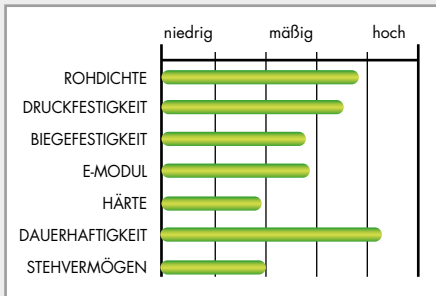 niedrig mäßig hoch
ROHDICHTE
DRUCKFESTIGKEIT
BIEGEFESTIGKEIT
E-MODUL
HÄRTE
DAUERHAFTIGKEIT
STEHVERMÖGEN